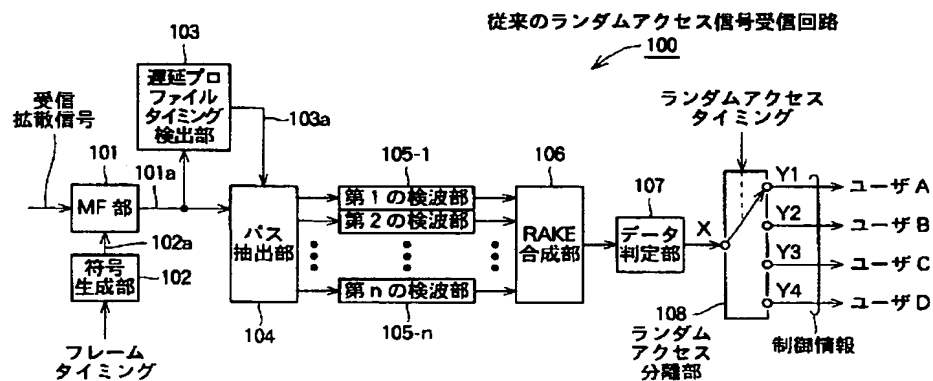 従来のランダムアクセス信号受信回路
100
103
遅延プロ
ファイル
タイミング
検出部
103a
受信
拡散信号
101
MF部
101a
102a
符号
生成部
102
フレーム
タイミング
パス
抽出部
104
105-1
第1の検波部
第2の検波部
第nの検波部
105-n
106
RAKE
合成部
107
データ
判定部
ランダムアクセス
タイミング
X
Y1
Y2
Y3
Y4
ユーザA
ユーザB
ユーザC
ユーザD
108
ランダム
アクセス
分離部
制御情報